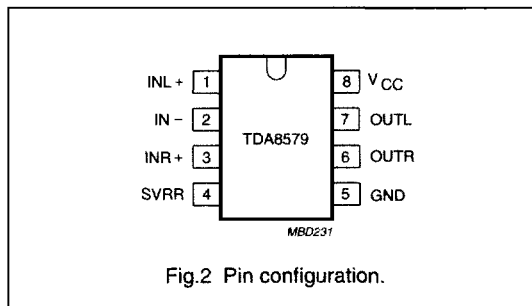 INL + 1 8 VCC
IN – 2 7 OUTL
TDA8579
INR + 3 6 OUTR
SVRR 4 5 GND
MBD231
Fig.2 Pin configuration.